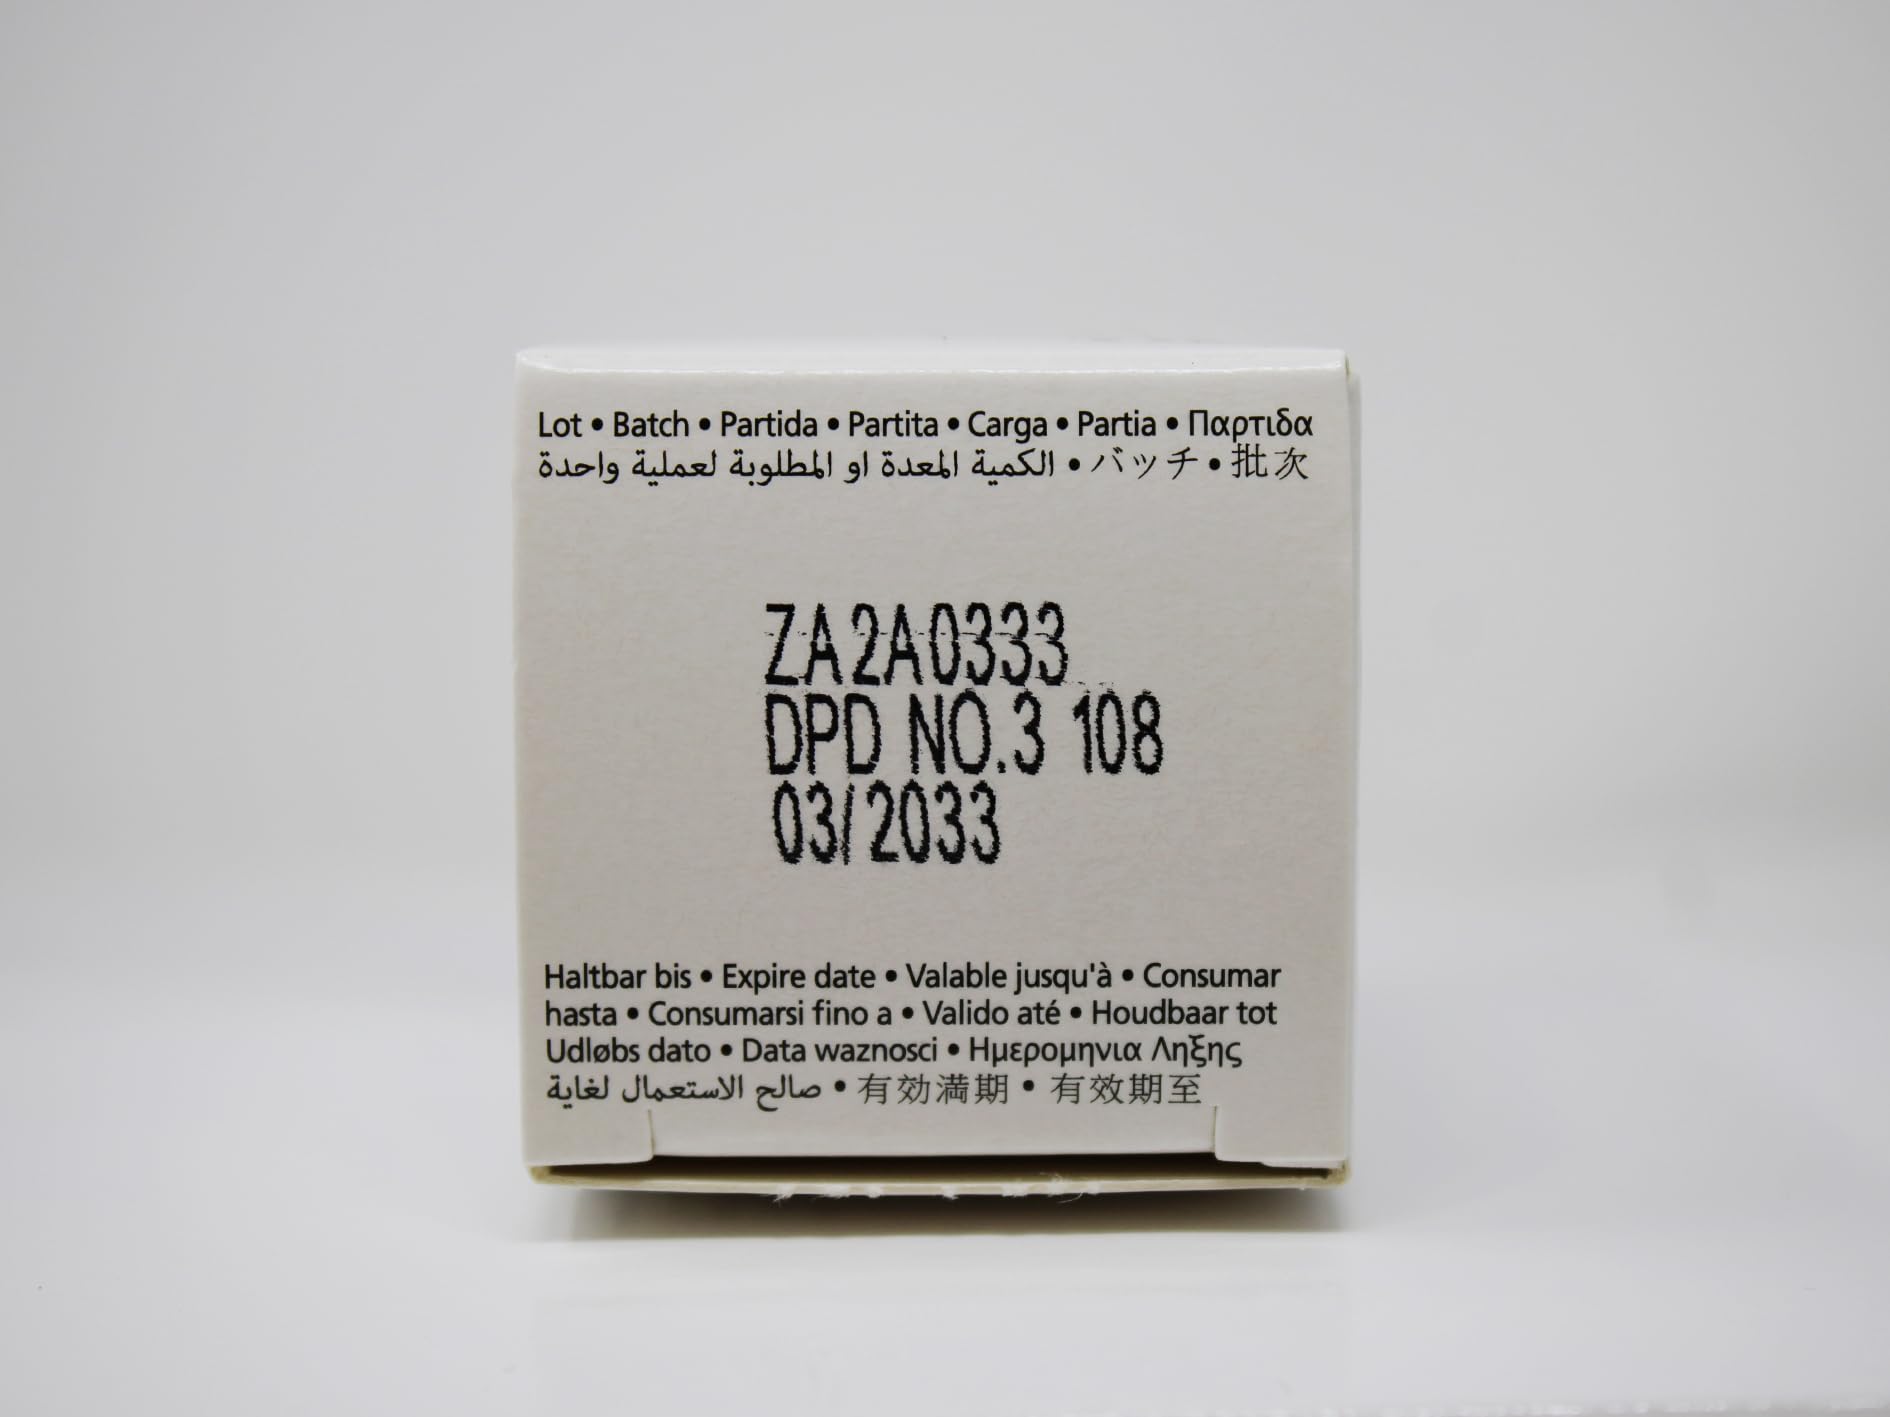 Lot • Batch • Partida • Partita • Carga • Partia • Παρτιδα
الكمية المعدة او المطلوبة لعملية واحدة • バッチ • 批次
ZA2A0333
DPD NO.3 108
03/2033
Haltbar bis • Expire date • Valable jusqu'à • Consumar
hasta • Consumarsi fino a • Valido até • Houdbaar tot
Udløbs dato • Data waznosci • Ημερομηνια Ληξης
صالح الاستعمال لغاية • 有効満期 • 有效期至